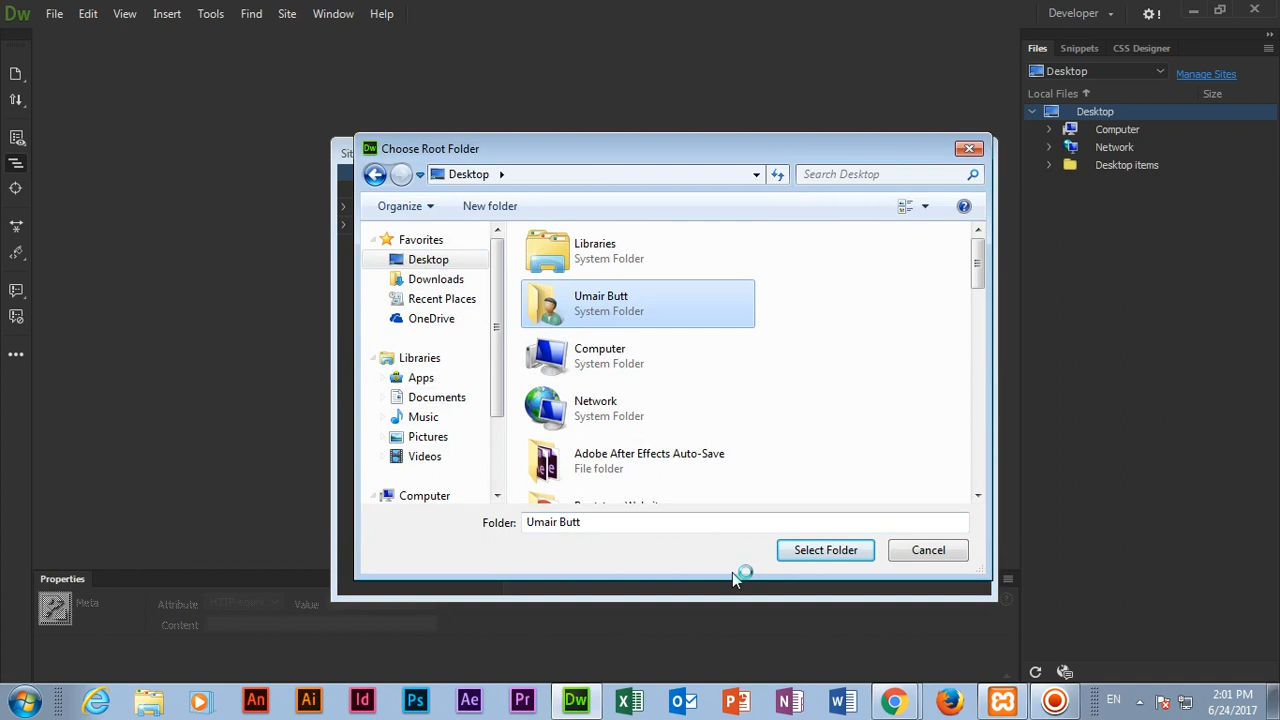 Dw File Edit View Insert Tools Find Site Window Help Developer
Files Snippets CSS Designer
Desktop Manage Sites
Local Files Size
Desktop
Computer
Network
Desktop items
Choose Root Folder
Desktop Search Desktop
Organize New folder
Favorites
Desktop
Downloads
Recent Places
OneDrive
Libraries
Apps
Documents
Music
Pictures
Videos
Computer
Libraries
System Folder
Umair Butt
System Folder
Computer
System Folder
Network
System Folder
Adobe After Effects Auto-Save
File folder
Folder: Umair Butt
Select Folder Cancel
Properties
Meta Attribute Value
Content
An Ai Id Ps Ae Pr Dw EN 2:01 PM
6/24/2017